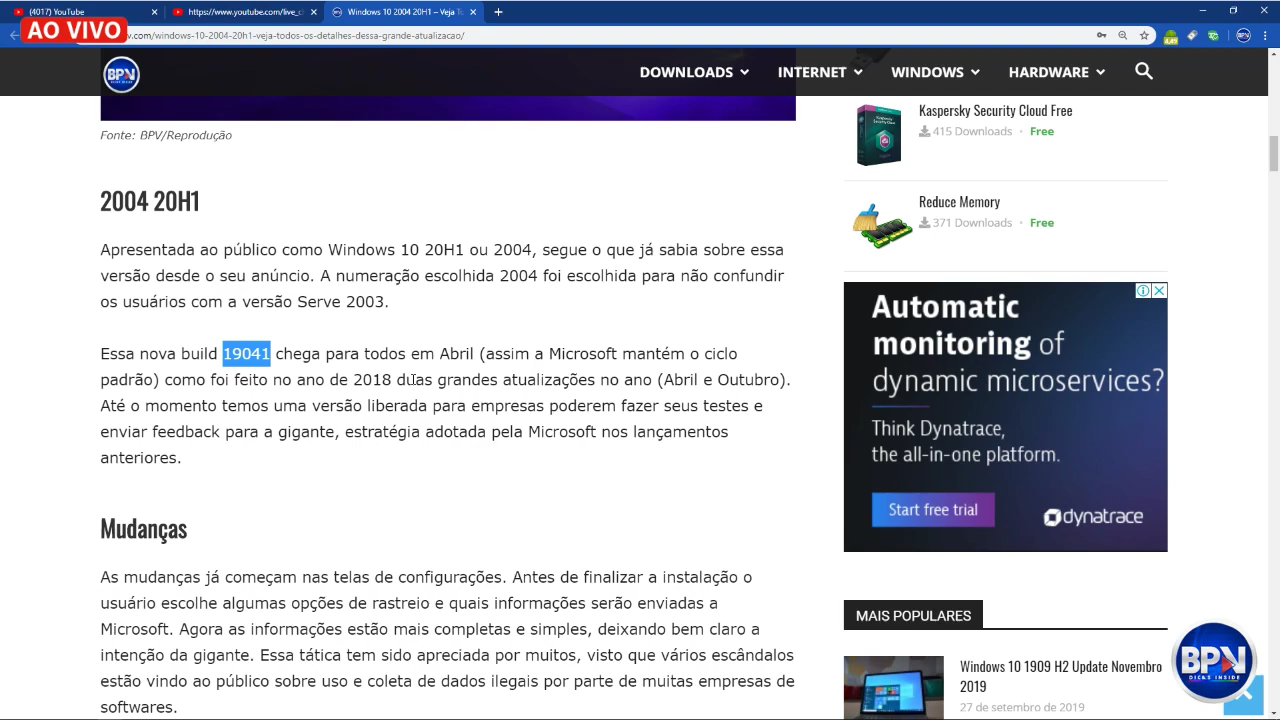 (4017) YouTube
https://www.youtube.com/live_c
Windows 10 2004 20H1 – Veja To
AO VIVO
.com/windows-10-2004-20h1-veja-todos-os-detalhes-dessa-grande-atualizacao/
BPV
DOWNLOADS
INTERNET
WINDOWS
HARDWARE
Fonte: BPV/Reprodução
2004 20H1
Apresentada ao público como Windows 10 20H1 ou 2004, segue o que já sabia sobre essa
versão desde o seu anúncio. A numeração escolhida 2004 foi escolhida para não confundir
os usuários com a versão Serve 2003.
Essa nova build 19041 chega para todos em Abril (assim a Microsoft mantém o ciclo
padrão) como foi feito no ano de 2018 duas grandes atualizações no ano (Abril e Outubro).
Até o momento temos uma versão liberada para empresas poderem fazer seus testes e
enviar feedback para a gigante, estratégia adotada pela Microsoft nos lançamentos
anteriores.
Mudanças
As mudanças já começam nas telas de configurações. Antes de finalizar a instalação o
usuário escolhe algumas opções de rastreio e quais informações serão enviadas a
Microsoft. Agora as informações estão mais completas e simples, deixando bem claro a
intenção da gigante. Essa tática tem sido apreciada por muitos, visto que vários escândalos
estão vindo ao público sobre uso e coleta de dados ilegais por parte de muitas empresas de
softwares.
Kaspersky Security Cloud Free
415 Downloads • Free
Reduce Memory
371 Downloads • Free
Automatic
monitoring of
dynamic microservices?
Think Dynatrace,
the all-in-one platform.
Start free trial
dynatrace
MAIS POPULARES
Windows 10 1909 H2 Update Novembro
2019
27 de setembro de 2019
BPV
DICAS INSIDE